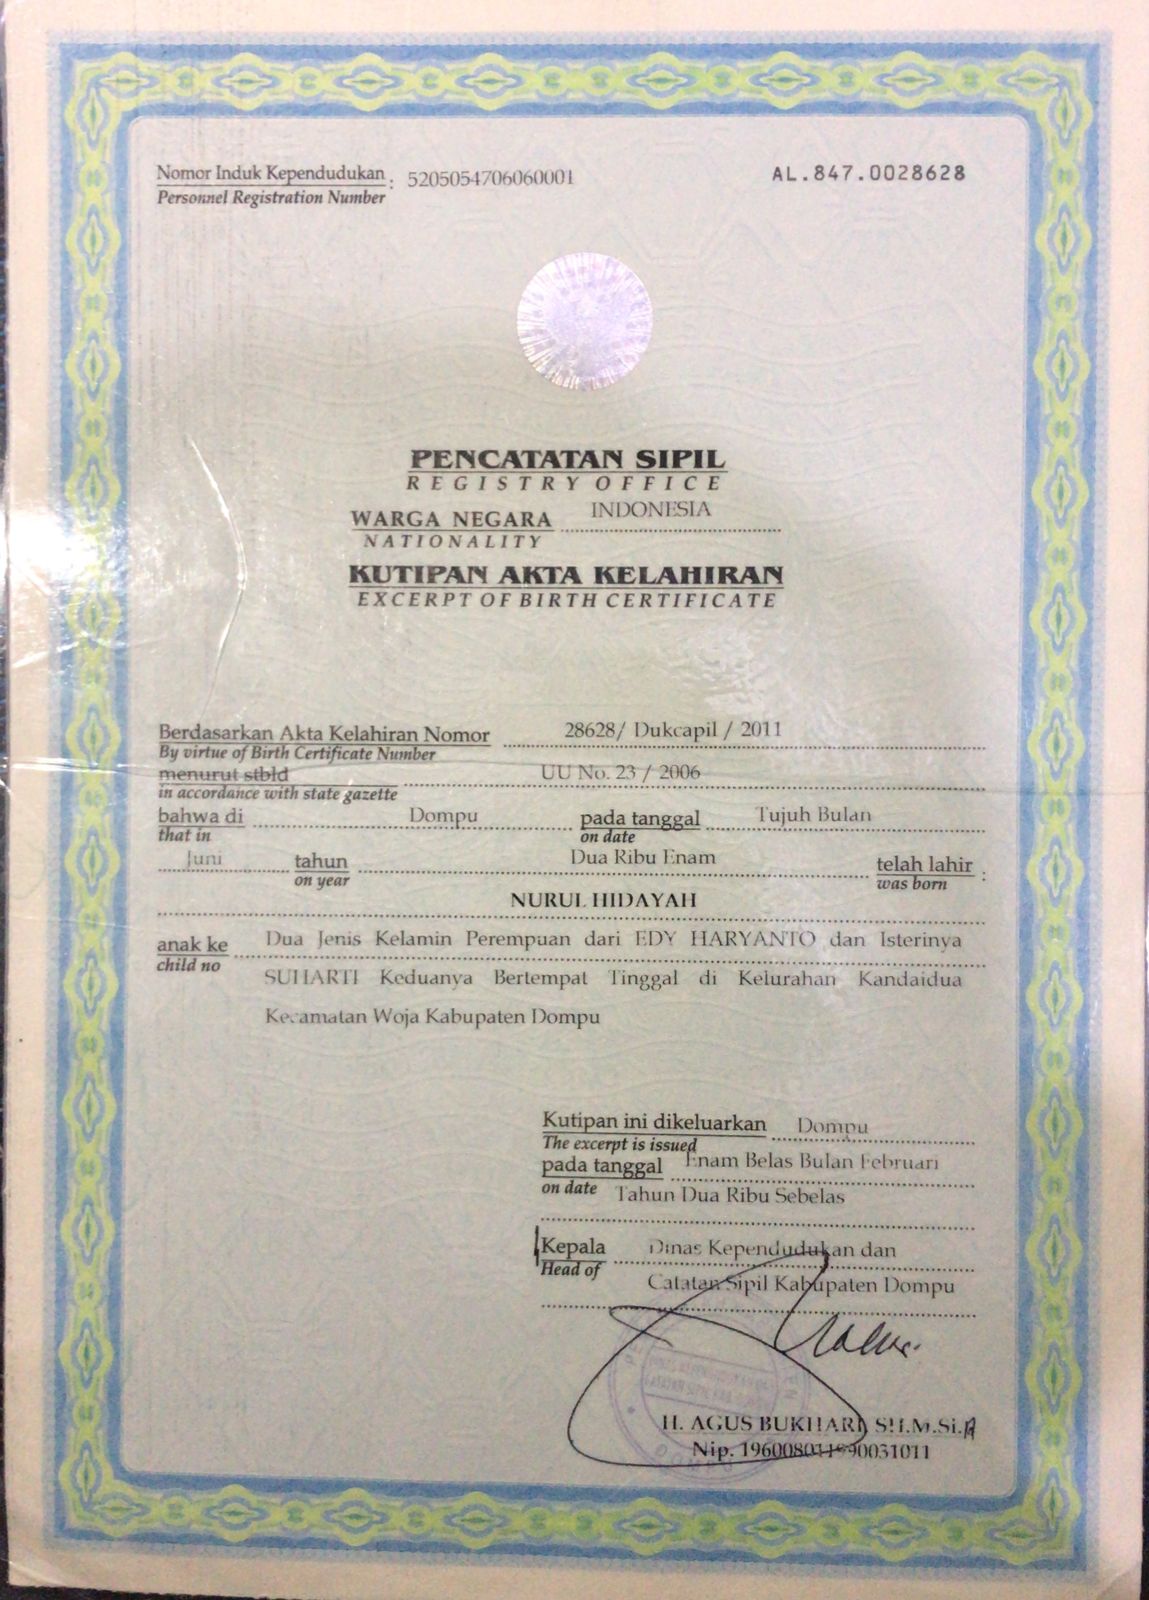 Nomor Induk Kependudukan : 5205054706060001
Personnel Registration Number
AL.847.0028628
PENCATATAN SIPIL
REGISTRY OFFICE
WARGA NEGARA INDONESIA
NATIONALITY
KUTIPAN AKTA KELAHIRAN
EXCERPT OF BIRTH CERTIFICATE
Berdasarkan Akta Kelahiran Nomor 28628/ Dukcapil / 2011
By virtue of Birth Certificate Number
menurut stbld UU No. 23 / 2006
in accordance with state gazette
bahwa di Dompu pada tanggal Tujuh Bulan
that in on date
Juni tahun Dua Ribu Enam telah lahir :
on year was born
NURUL HIDAYAH
anak ke Dua Jenis Kelamin Perempuan dari EDY HARYANTO dan Isterinya
child no
SUHARTI Keduanya Bertempat Tinggal di Kelurahan Kandaidua
Kecamatan Woja Kabupaten Dompu
Kutipan ini dikeluarkan Dompu
The excerpt is issued
pada tanggal Enam Belas Bulan Februari
on date Tahun Dua Ribu Sebelas
Kepala Dinas Kependudukan dan
Head of
Catatan Sipil Kabupaten Dompu
H. AGUS BUKHARI, SH.M.Si
Nip. 196008011990031011